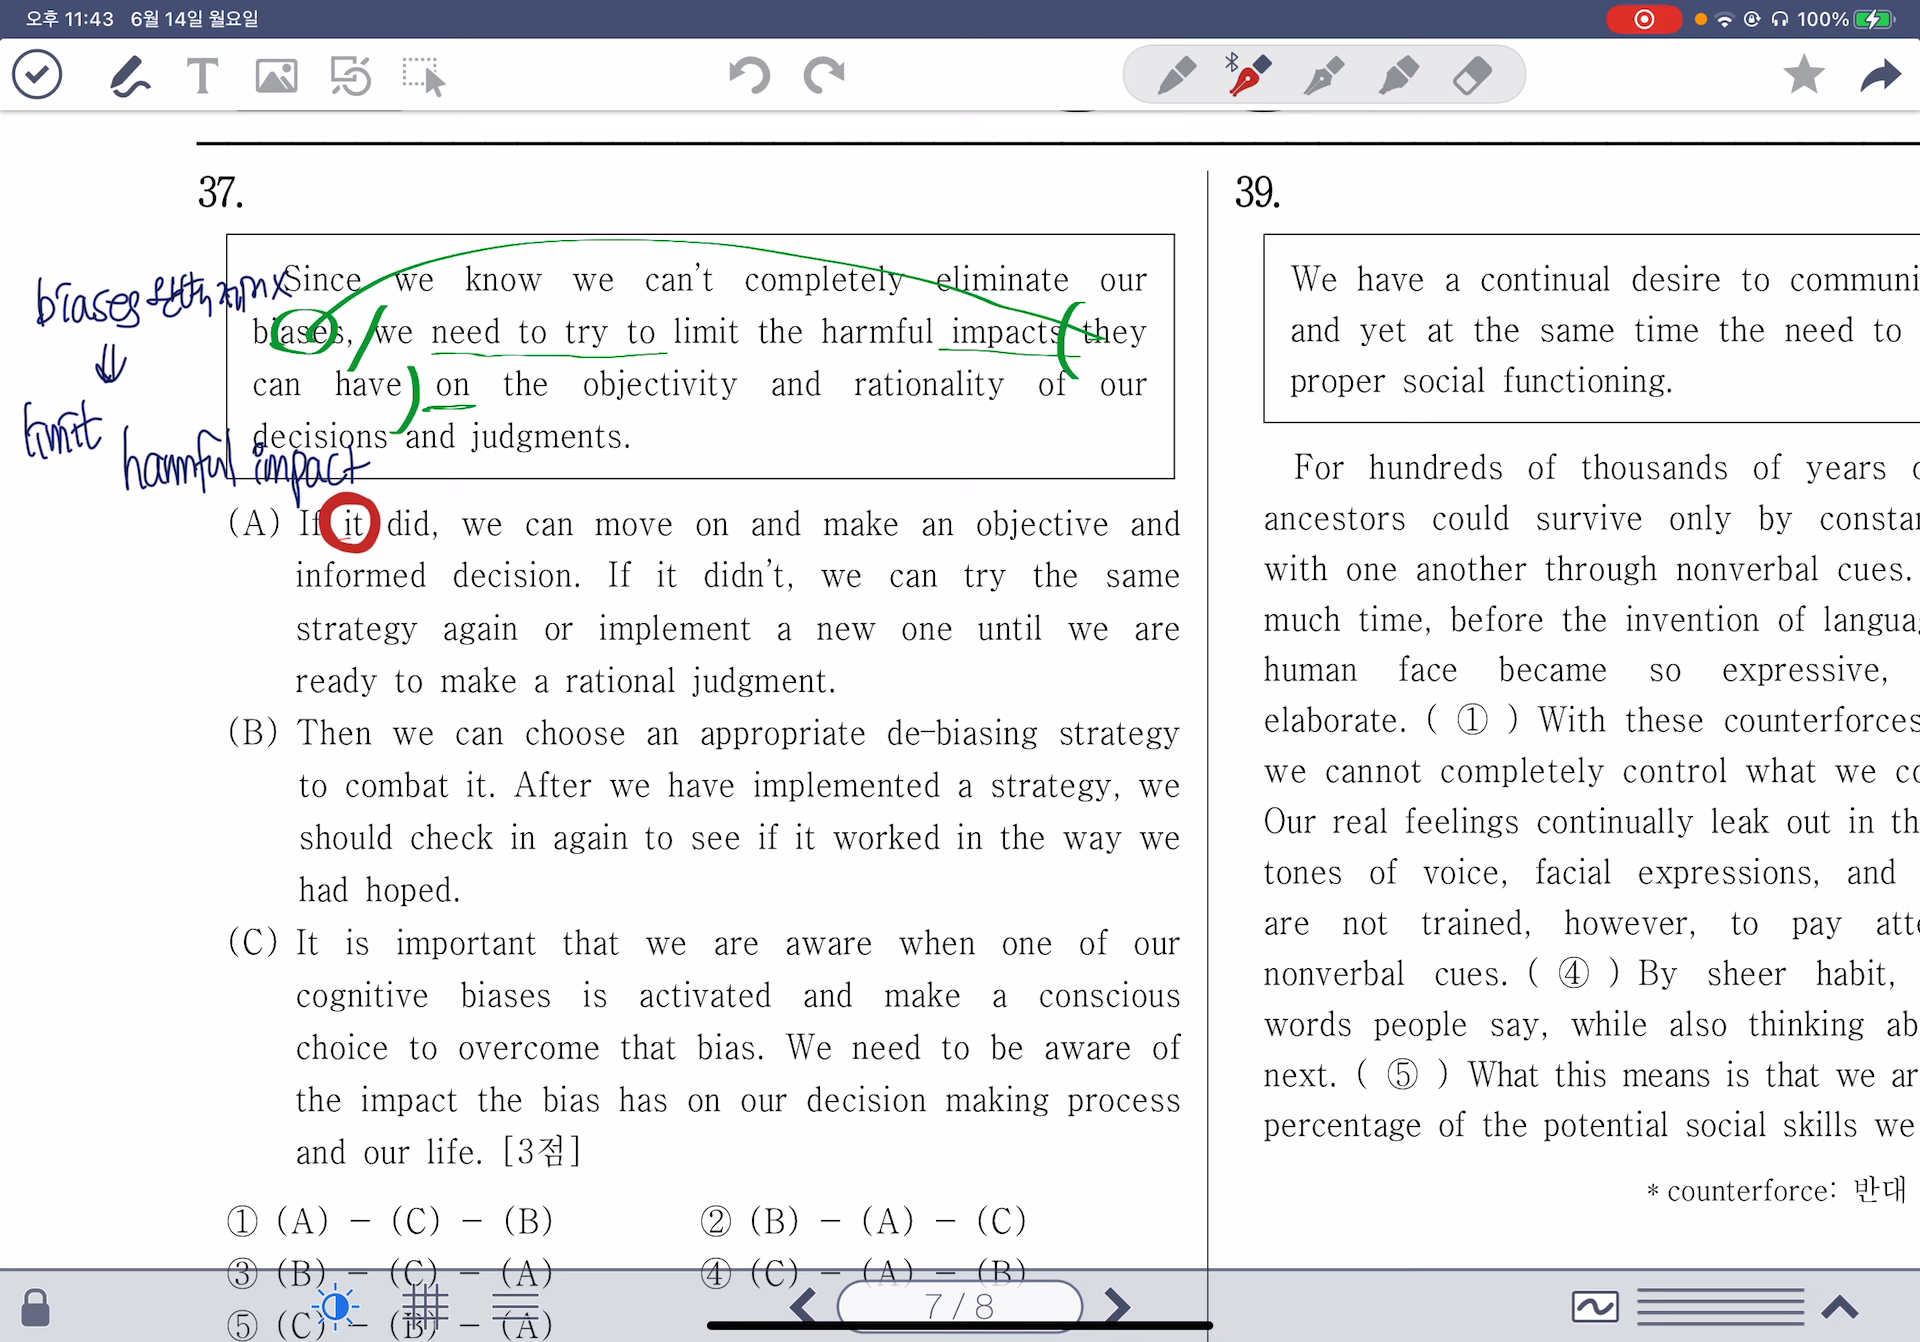 오후 11:43 6월 14일 월요일
100%
T
37.
Since we know we can't completely eliminate our
biases, we need to try to limit the harmful impacts they
can have on the objectivity and rationality of our
decisions and judgments.
biases 완벽 제거 X
limit
harmful impact
(A) If it did, we can move on and make an objective and
informed decision. If it didn't, we can try the same
strategy again or implement a new one until we are
ready to make a rational judgment.
(B) Then we can choose an appropriate de-biasing strategy
to combat it. After we have implemented a strategy, we
should check in again to see if it worked in the way we
had hoped.
(C) It is important that we are aware when one of our
cognitive biases is activated and make a conscious
choice to overcome that bias. We need to be aware of
the impact the bias has on our decision making process
and our life. [3점]
① (A) - (C) - (B) ② (B) - (A) - (C)
③ (B) - (C) - (A) ④ (C) - (A) - (B)
⑤ (C) - (B) - (A)
39.
We have a continual desire to communi
and yet at the same time the need to
proper social functioning.
For hundreds of thousands of years o
ancestors could survive only by consta
with one another through nonverbal cues.
much time, before the invention of langua
human face became so expressive,
elaborate. ( ① ) With these counterforces
we cannot completely control what we co
Our real feelings continually leak out in th
tones of voice, facial expressions, and
are not trained, however, to pay atte
nonverbal cues. ( ④ ) By sheer habit,
words people say, while also thinking ab
next. ( ⑤ ) What this means is that we ar
percentage of the potential social skills we
* counterforce: 반대
7 / 8